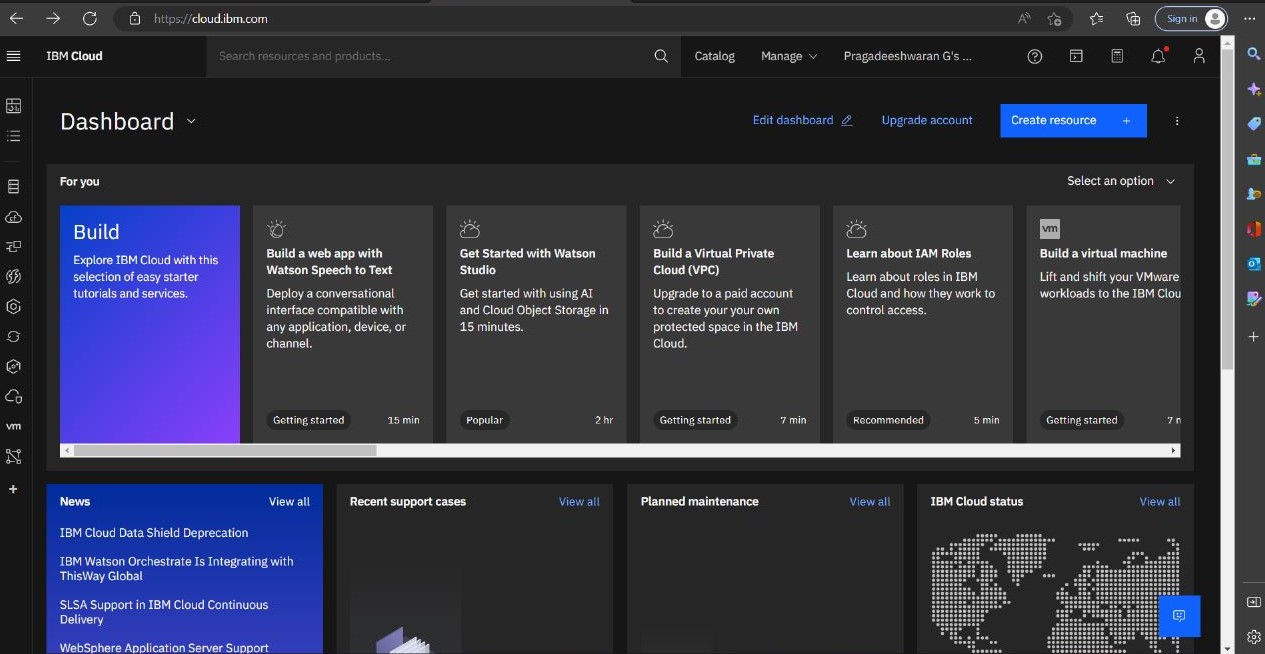 https://cloud.ibm.com
Sign in
IBM Cloud
Search resources and products...
Catalog
Manage
Pragadeeshwaran G's ...
Dashboard
Edit dashboard
Upgrade account
Create resource +
For you
Select an option
Build
Explore IBM Cloud with this
selection of easy starter
tutorials and services.
Build a web app with
Watson Speech to Text
Deploy a conversational
interface compatible with
any application, device, or
channel.
Getting started
15 min
Get Started with Watson
Studio
Get started with using AI
and Cloud Object Storage in
15 minutes.
Popular
2 hr
Build a Virtual Private
Cloud (VPC)
Upgrade to a paid account
to create your your own
protected space in the IBM
Cloud.
Getting started
7 min
Learn about IAM Roles
Learn about roles in IBM
Cloud and how they work to
control access.
Recommended
5 min
vm
Build a virtual machine
Lift and shift your VMware
workloads to the IBM Clou
Getting started
7 m
vm
News
View all
IBM Cloud Data Shield Deprecation
IBM Watson Orchestrate Is Integrating with
ThisWay Global
SLSA Support in IBM Cloud Continuous
Delivery
WebSphere Application Server Support
Recent support cases
View all
Planned maintenance
View all
IBM Cloud status
View all